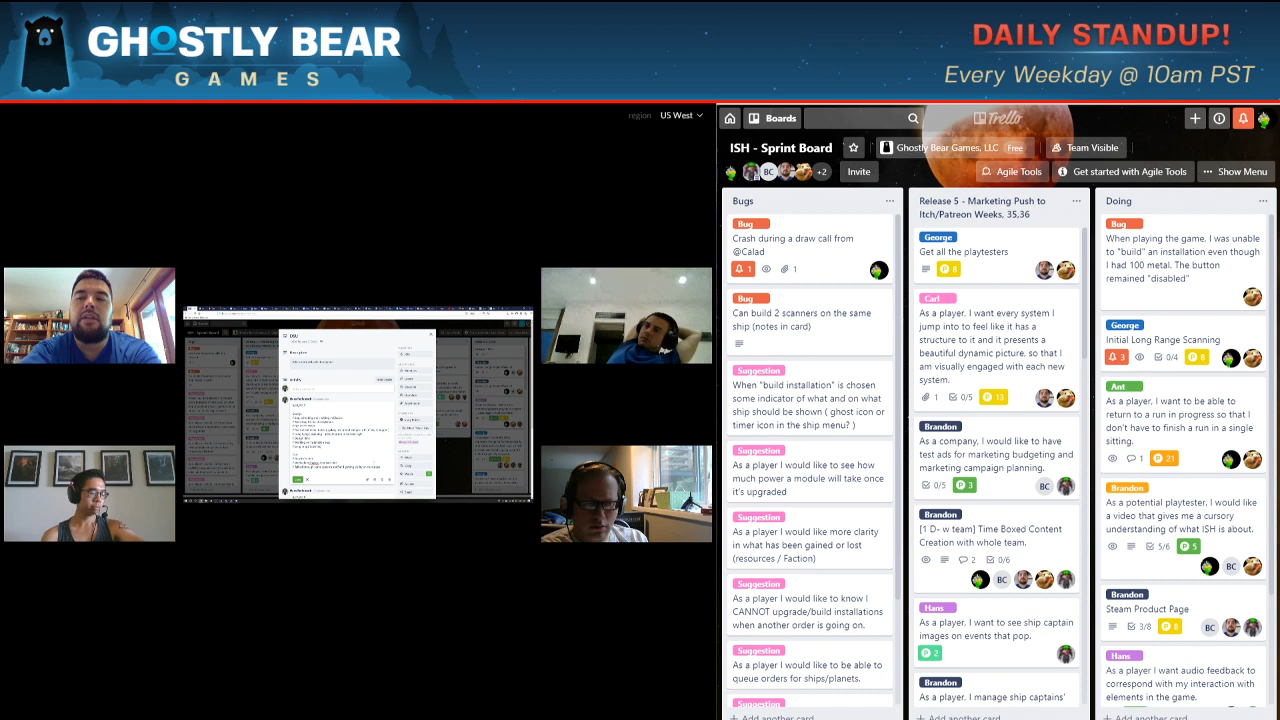 GHOSTLY BEAR
GAMES
DAILY STANDUP!
Every Weekday @ 10am PST
region US West
Boards
Trello
ISH - Sprint Board
Ghostly Bear Games, LLC Free
Team Visible
BC
+2
Invite
Agile Tools
Get started with Agile Tools
Show Menu
Bugs
Bug
Crash during a draw call from
@Calad
1 1
Bug
Can build 2 scanners on the same
ship (notes in card)
Suggestion
When "build installation" is chosen
some indicator of what and on what
ship should be shown ( ghost icon or
timer icon in the ship menu? )
Suggestion
As a player I would like to see how
much power a module will take once
it's upgraded
Suggestion
As a player I would like more clarity
in what has been gained or lost
(resources / Faction)
Suggestion
As a player I would like to know I
CANNOT upgrade/build installations
when another order is going on.
Suggestion
As a player I would like to be able to
queue orders for ships/planets.
Suggestion
+ Add another card
Release 5 - Marketing Push to
Itch/Patreon Weeks, 35,36
George
Get all the playtesters
8
Carl
As a player, I want every system I
jump into to feel like it has a
structure to it and it presents a
beautiful dynamic picture, so that I
am visually engaged with each new
system.
1 0/5 13
Brandon
As a company, I would like to have
test ads for marketing budgeting and
marketing campaign planning.
0/5 3 BC
Brandon
[1 D- w team] Time Boxed Content
Creation with whole team.
2 0/6
BC
Hans
As a player, I want to see ship captain
images on events that pop.
2
Brandon
As a player, I manage ship captains'
+ Add another card
Doing
Bug
When playing the game, I was unable
to "build" an installation even though
I had 100 metal. The button
remained "disabled"
George
Initial Long Range Scanning
3 0/4 8
Ant
As a player, I want to be able to
return to a run in progress so that I
don't have to finish a run in a single
sitting.
1 21
Brandon
As a potential playtester, I would like
a video that gives me a cursory
understanding of what ISH is about.
5/6 5
BC
Brandon
Steam Product Page
3/8 8 BC
Hans
As a player I want audio feedback to
correspond with my interaction with
elements in the game.
+ Add another card